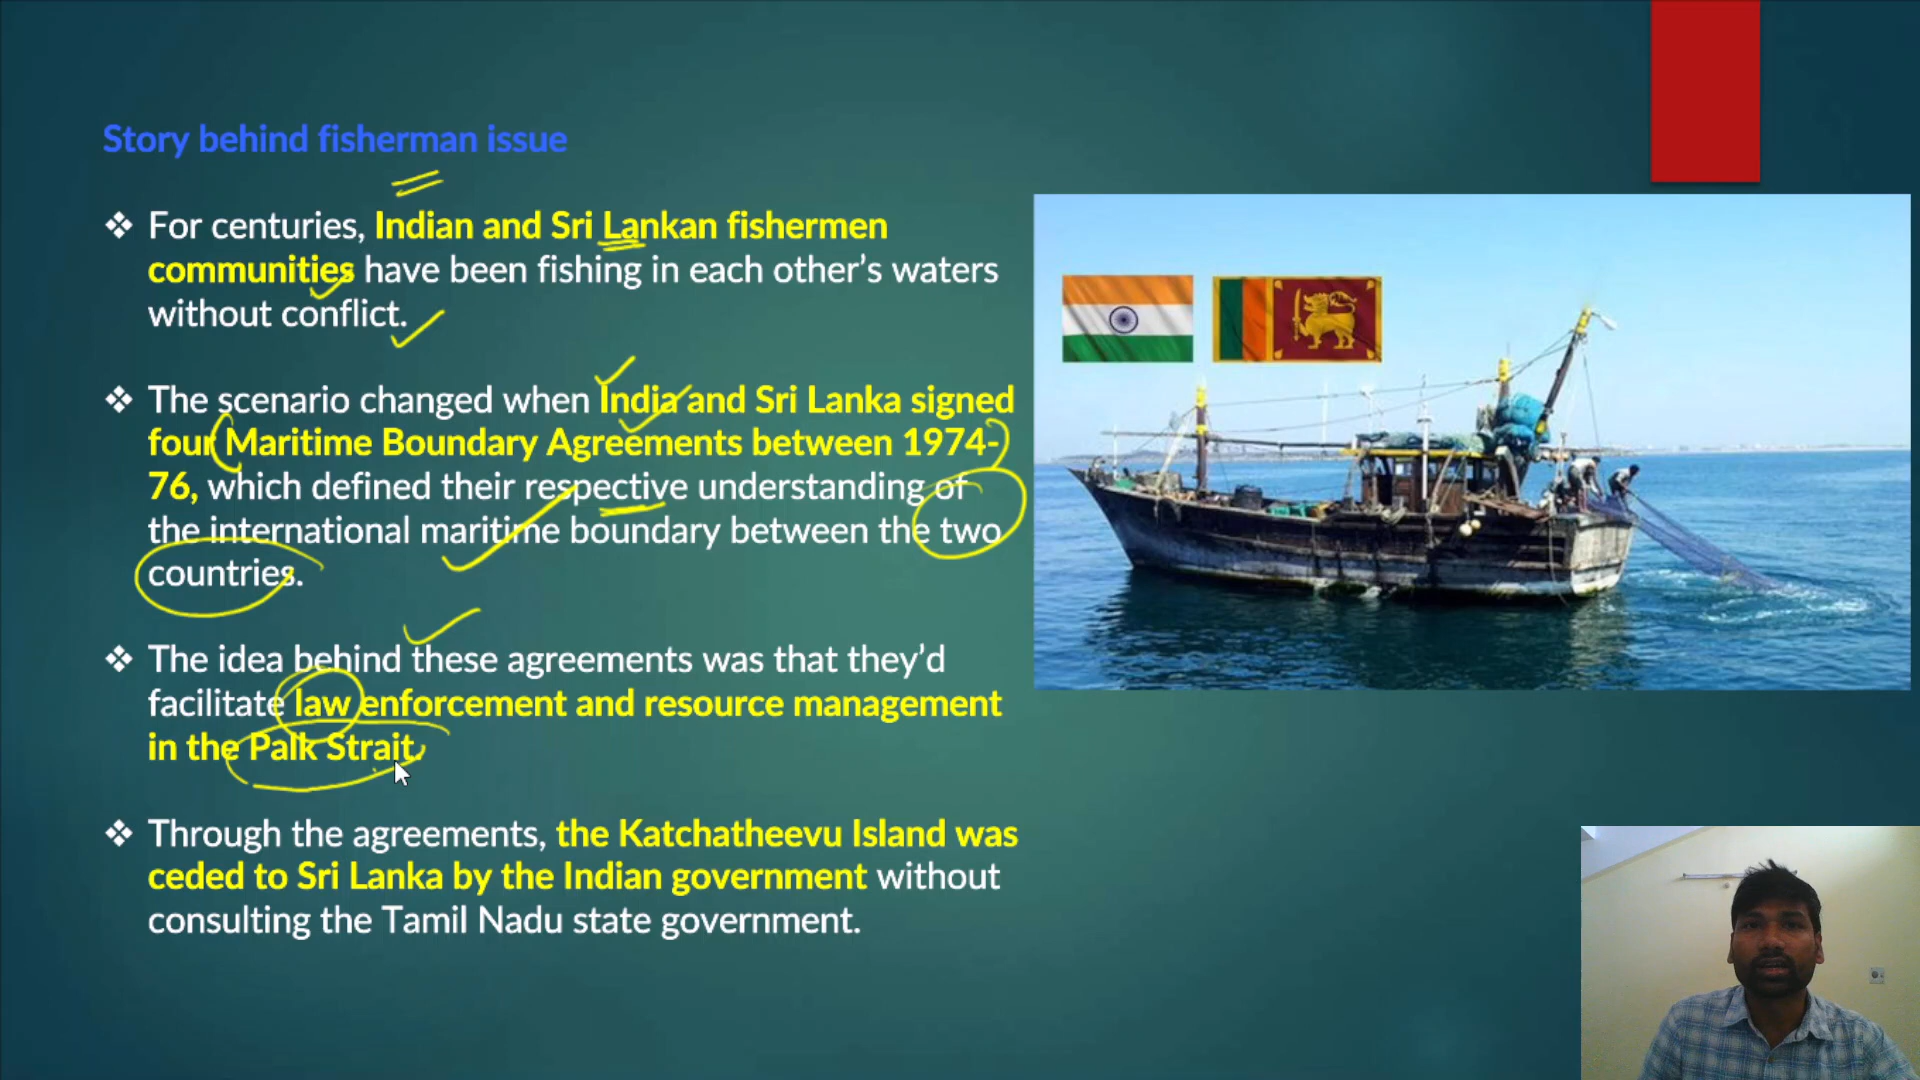 Story behind fisherman issue
❖ For centuries, Indian and Sri Lankan fishermen
communities have been fishing in each other’s waters
without conflict.
❖ The scenario changed when India and Sri Lanka signed
four Maritime Boundary Agreements between 1974-
76, which defined their respective understanding of
the international maritime boundary between the two
countries.
❖ The idea behind these agreements was that they’d
facilitate law enforcement and resource management
in the Palk Strait.
❖ Through the agreements, the Katchatheevu Island was
ceded to Sri Lanka by the Indian government without
consulting the Tamil Nadu state government.